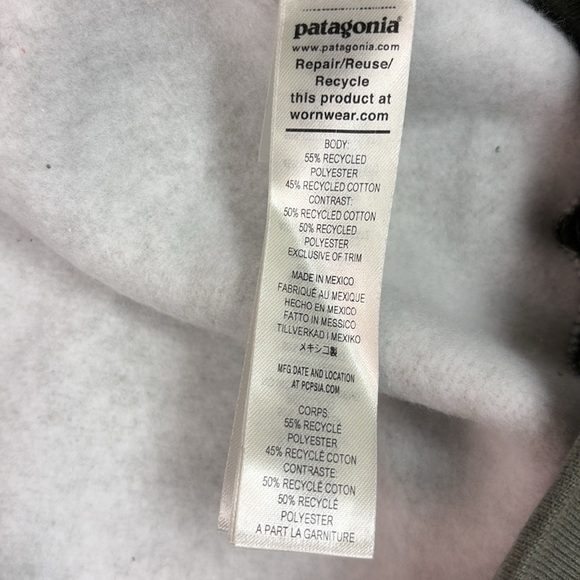 patagonia®
www.patagonia.com
Repair/Reuse/
Recycle
this product at
wornwear.com
BODY:
55% RECYCLED
POLYESTER
45% RECYCLED COTTON
CONTRAST:
50% RECYCLED COTTON
50% RECYCLED
POLYESTER
EXCLUSIVE OF TRIM
MADE IN MEXICO
FABRIQUÉ AU MEXIQUE
HECHO EN MEXICO
FATTO IN MESSICO
TILLVERKAD I MEXIKO
メキシコ製
MFG DATE AND LOCATION
AT PCPSIA.COM
CORPS:
55% RECYCLÉ
POLYESTER
45% RECYCLÉ COTON
CONTRASTE:
50% RECYCLÉ COTON
50% RECYCLÉ
POLYESTER
A PART LA GARNITURE